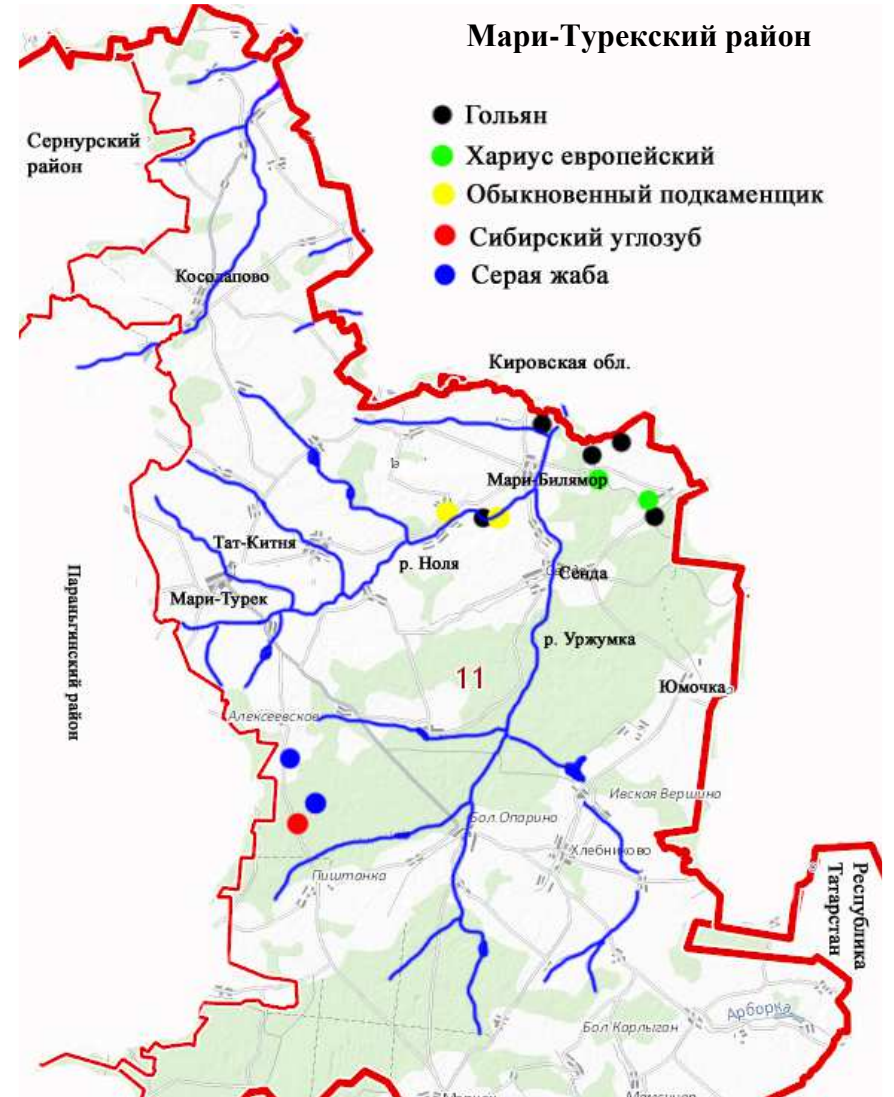 Мари-Турекский район
Гольян
Хариус европейский
Обыкновенный подкаменщик
Сибирский углозуб
Серая жаба
Сернурский
район
Косолапово
Кировская обл.
Мари-Билямор
Тат-Китня
р. Ноля
Сенда
Мари-Турек
Параньгинский район
р. Уржумка
11
Юмочка
Алексеевское
Ивская Вершина
Бол.Опарино
Хлебниково
Пиштанка
Республика
Татарстан
Арборка
Бол Карлыган